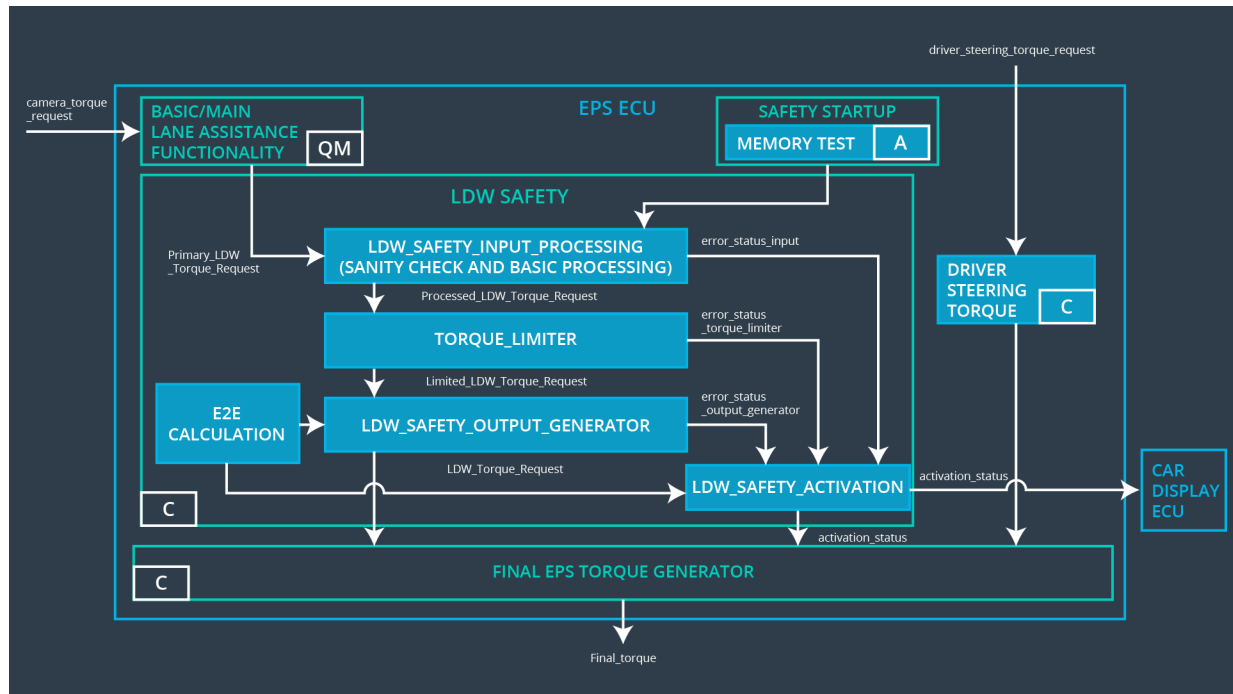 driver_steering_torque_request
camera_torque
_request
EPS ECU
BASIC/MAIN
LANE ASSISTANCE
FUNCTIONALITY
QM
SAFETY STARTUP
MEMORY TEST
A
LDW SAFETY
Primary_LDW
_Torque_Request
LDW_SAFETY_INPUT_PROCESSING
(SANITY CHECK AND BASIC PROCESSING)
error_status_input
DRIVER
STEERING
TORQUE
C
Processed_LDW_Torque_Request
TORQUE_LIMITER
error_status
_torque_limiter
Limited_LDW_Torque_Request
E2E
CALCULATION
LDW_SAFETY_OUTPUT_GENERATOR
error_status
_output_generator
LDW_Torque_Request
LDW_SAFETY_ACTIVATION
activation_status
CAR
DISPLAY
ECU
C
activation_status
FINAL EPS TORQUE GENERATOR
C
Final_torque